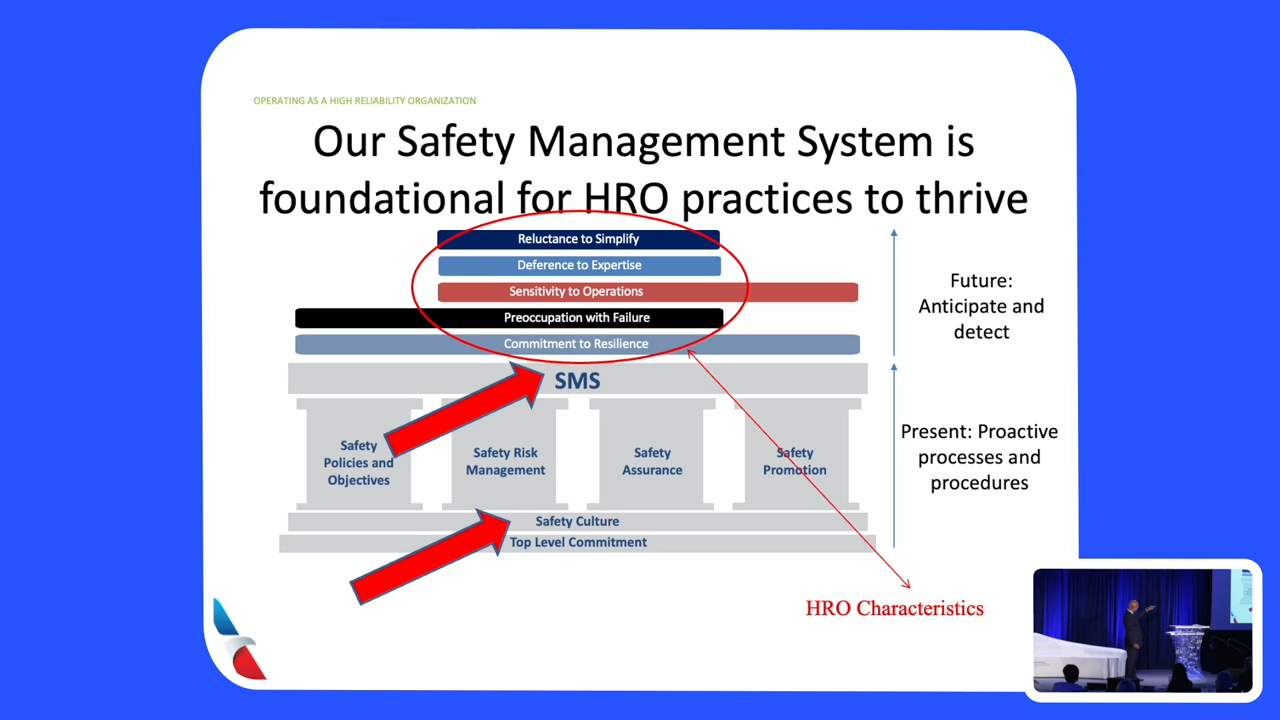 OPERATING AS A HIGH RELIABILITY ORGANIZATION
Our Safety Management System is
foundational for HRO practices to thrive
Reluctance to Simplify
Deference to Expertise
Sensitivity to Operations
Preoccupation with Failure
Commitment to Resilience
Future:
Anticipate and
detect
SMS
Safety
Policies and
Objectives
Safety Risk
Management
Safety
Assurance
Safety
Promotion
Present: Proactive
processes and
procedures
Safety Culture
Top Level Commitment
HRO Characteristics